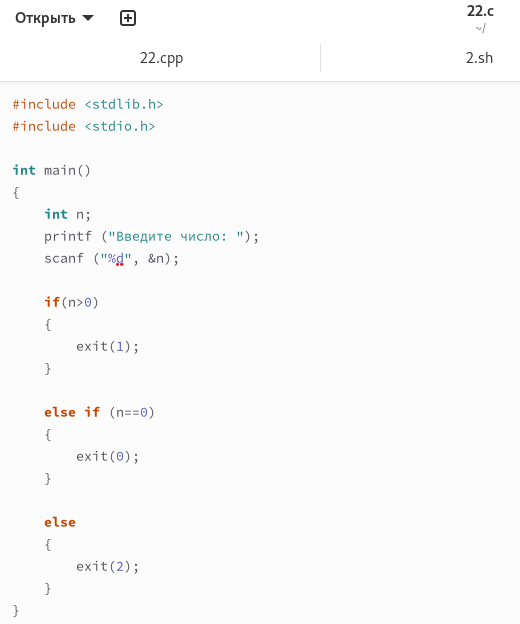 Открыть
22.c
~/
22.cpp
2.sh
#include <stdlib.h>
#include <stdio.h>
int main()
{
    int n;
    printf ("Введите число: ");
    scanf ("%d", &n);
    if(n>0)
    {
        exit(1);
    }
    else if (n==0)
    {
        exit(0);
    }
    else
    {
        exit(2);
    }
}